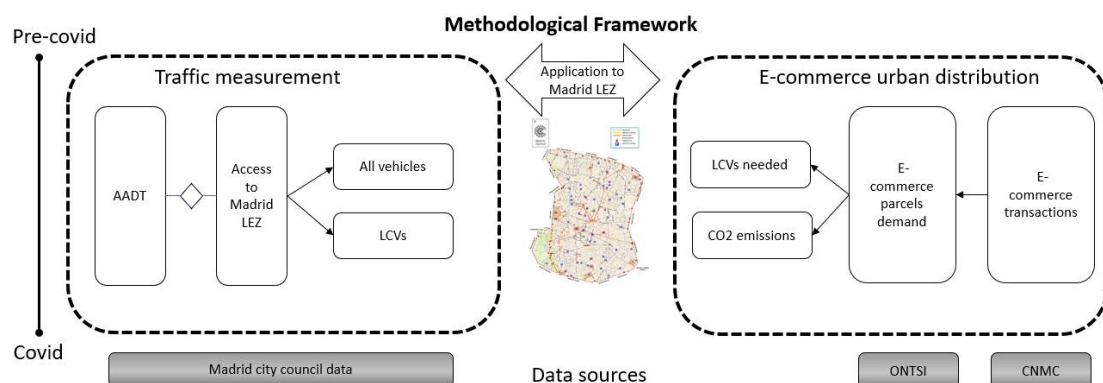 Methodological Framework
Pre-covid
Traffic measurement
Application to
Madrid LEZ
E-commerce urban distribution
AADT
Access
to
Madrid
LEZ
All vehicles
LCVs
LCVs needed
CO2 emissions
E-
commerce
parcels
demand
E-
commerce
transactions
Covid
Madrid city council data
Data sources
ONTSI
CNMC